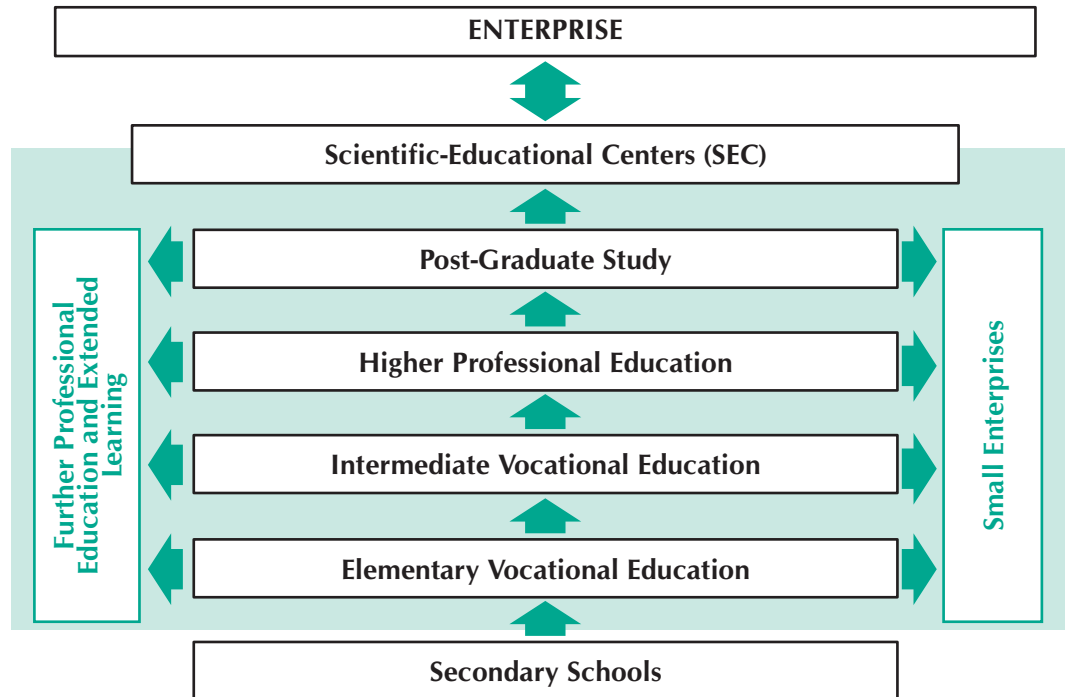 ENTERPRISE
Scientific-Educational Centers (SEC)
Post-Graduate Study
Higher Professional Education
Intermediate Vocational Education
Elementary Vocational Education
Secondary Schools
Further Professional
Education and Extended
Learning
Small Enterprises